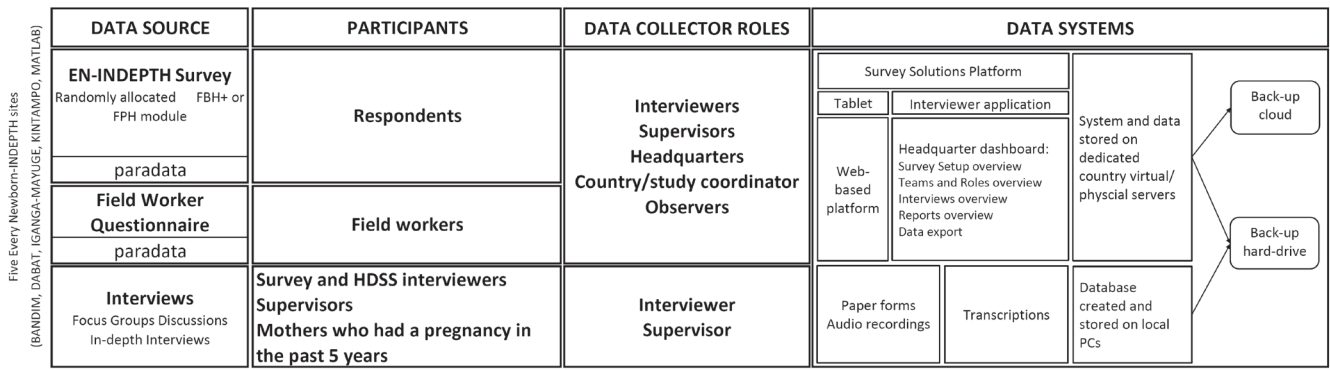 Five Every Newborn-INDEPTH sites
(BANDIM, DABAT, IGANGA-MAYUGE, KINTAMPO, MATLAB)
DATA SOURCE
PARTICIPANTS
DATA COLLECTOR ROLES
DATA SYSTEMS
EN-INDEPTH Survey
Randomly allocated FBH+ or
FPH module
paradata
Respondents
Field Worker
Questionnaire
paradata
Field workers
Interviewers
Supervisors
Headquarters
Country/study coordinator
Observers
Survey Solutions Platform
Tablet
Interviewer application
Web-
based
platform
Headquarter dashboard:
Survey Setup overview
Teams and Roles overview
Interviews overview
Reports overview
Data export
System and data
stored on
dedicated
country virtual/
physcial servers
Back-up
cloud
Back-up
hard-drive
Interviews
Focus Groups Discussions
In-depth Interviews
Survey and HDSS interviewers
Supervisors
Mothers who had a pregnancy in
the past 5 years
Interviewer
Supervisor
Paper forms
Audio recordings
Transcriptions
Database
created and
stored on local
PCs